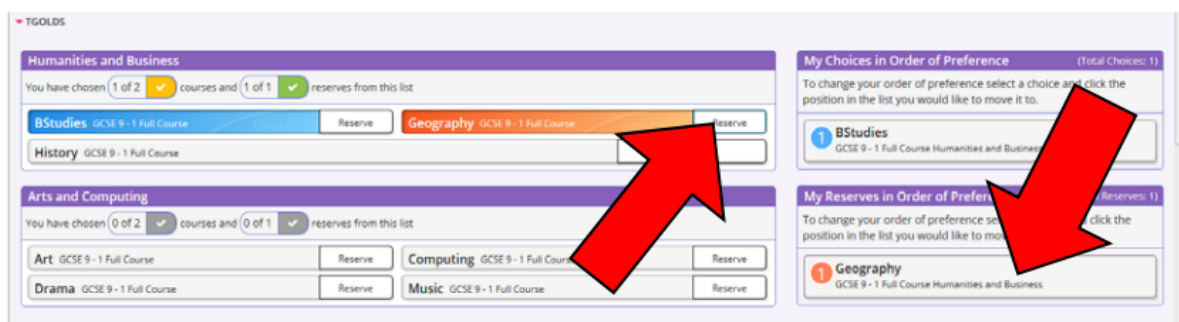 TGOLDS
Humanities and Business
You have chosen 1 of 2 courses and 1 of 1 reserves from this list
BStudies GCSE 9 - 1 Full Course Reserve Geography GCSE 9 - 1 Full Course Reserve
History GCSE 9 - 1 Full Course
Arts and Computing
You have chosen 0 of 2 courses and 0 of 1 reserves from this list
Art GCSE 9 - 1 Full Course Reserve Computing GCSE 9 - 1 Full Reserve
Drama GCSE 9 - 1 Full Course Reserve Music GCSE 9 - 1 Full Course Reserve
My Choices in Order of Preference (Total Choices: 1)
To change your order of preference select a choice and click the
position in the list you would like to move it to.
1 BStudies
GCSE 9 - 1 Full Course Humanities and Business
My Reserves in Order of Reserves: 1)
To change your order of preference click the
position in the list you would like to
1 Geography
GCSE 9 - 1 Full Course Humanities and Business